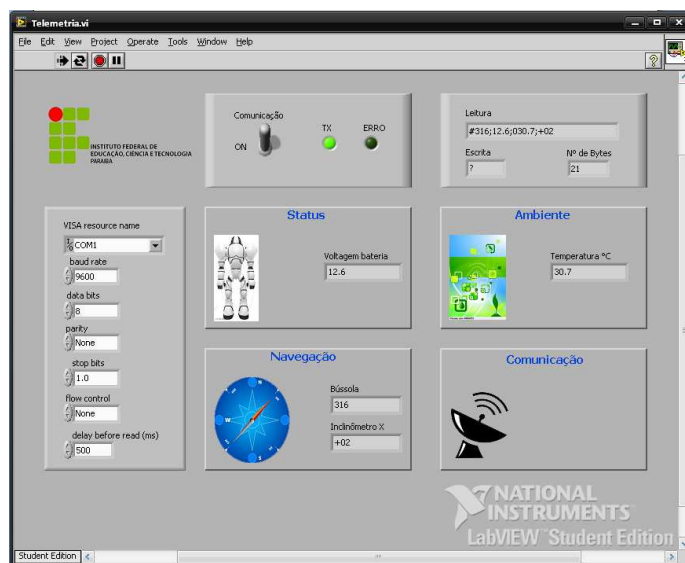 Telemetria.vi
File Edit View Project Operate Tools Window Help
INSTITUTO FEDERAL DE
EDUCAÇÃO, CIÊNCIA E TECNOLOGIA
PARAÍBA
Comunicação
ON
TX
ERRO
Leitura
#316;12.6;030.7;+02
Escrita
?
Nº de Bytes
21
VISA resource name
COM1
baud rate
9600
data bits
8
parity
None
stop bits
1.0
flow control
None
delay before read (ms)
500
Status
Voltagem bateria
12.6
Ambiente
Temperatura °C
30.7
Navegação
Bússola
316
Inclinômetro X
+02
Comunicação
NATIONAL
INSTRUMENTS
LabVIEW Student Edition
Student Edition